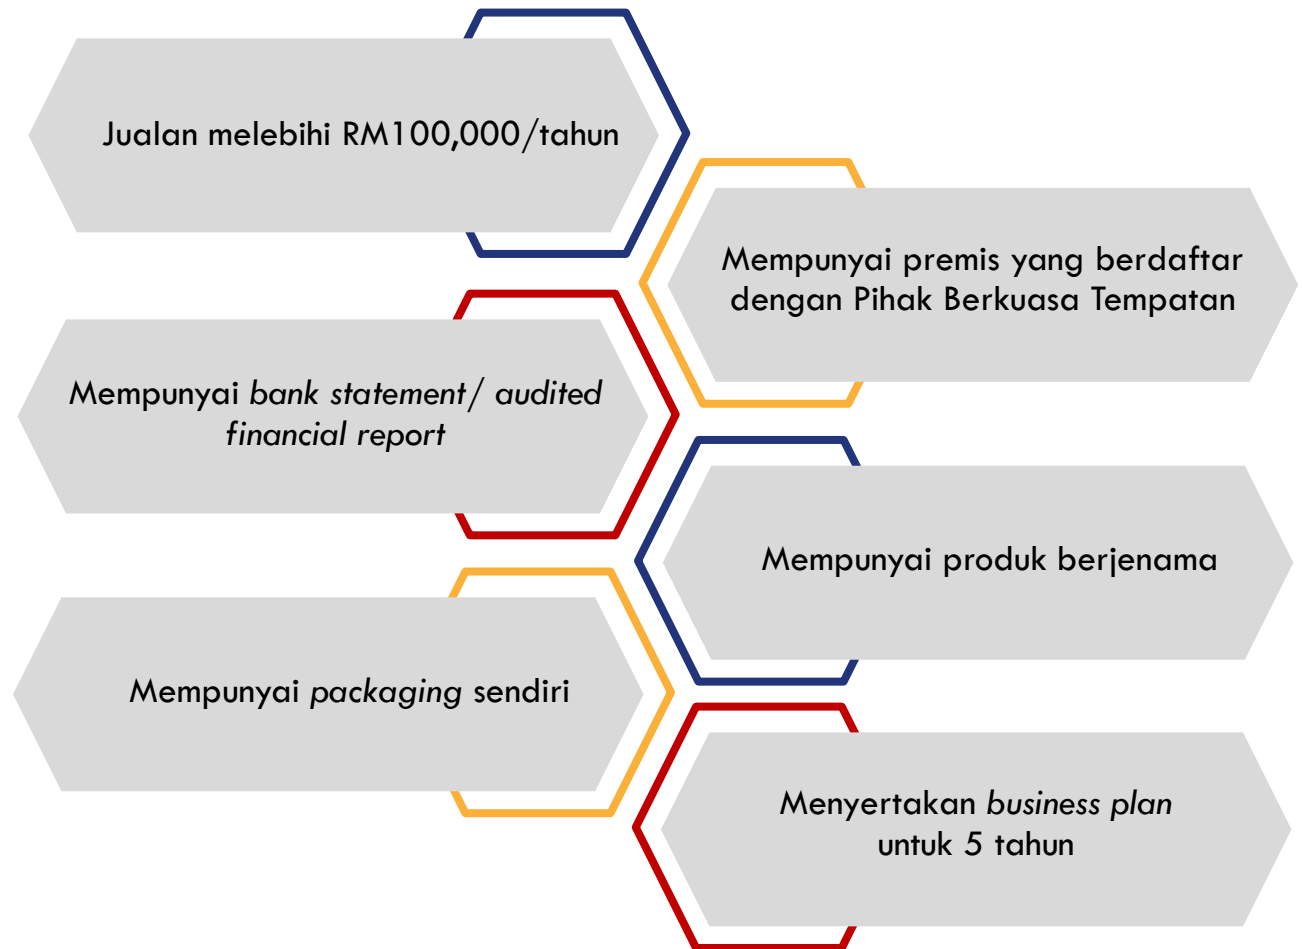 Jualan melebihi RM100,000/tahun
Mempunyai premis yang berdaftar
dengan Pihak Berkuasa Tempatan
Mempunyai bank statement/ audited
financial report
Mempunyai produk berjenama
Mempunyai packaging sendiri
Menyertakan business plan
untuk 5 tahun